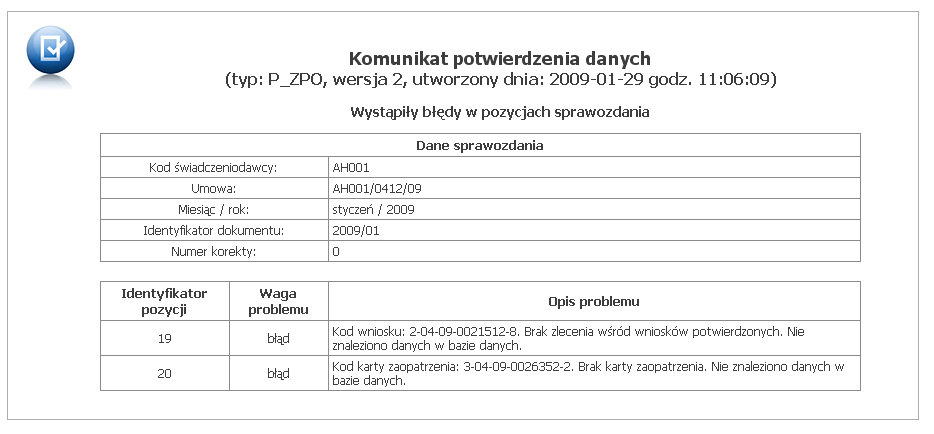 Komunikat potwierdzenia danych
(typ: P_ZPO, wersja 2, utworzony dnia: 2009-01-29 godz. 11:06:09)
Wystąpiły błędy w pozycjach sprawozdania
Dane sprawozdania
Kod świadczeniodawcy: AH001
Umowa: AH001/0412/09
Miesiąc / rok: styczeń / 2009
Identyfikator dokumentu: 2009/01
Numer korekty: 0
Identyfikator pozycji Waga problemu Opis problemu
19 błąd Kod wniosku: 2-04-09-0021512-8. Brak zlecenia wśród wniosków potwierdzonych. Nie
znaleziono danych w bazie danych.
20 błąd Kod karty zaopatrzenia: 3-04-09-0026352-2. Brak karty zaopatrzenia. Nie znaleziono danych w
bazie danych.